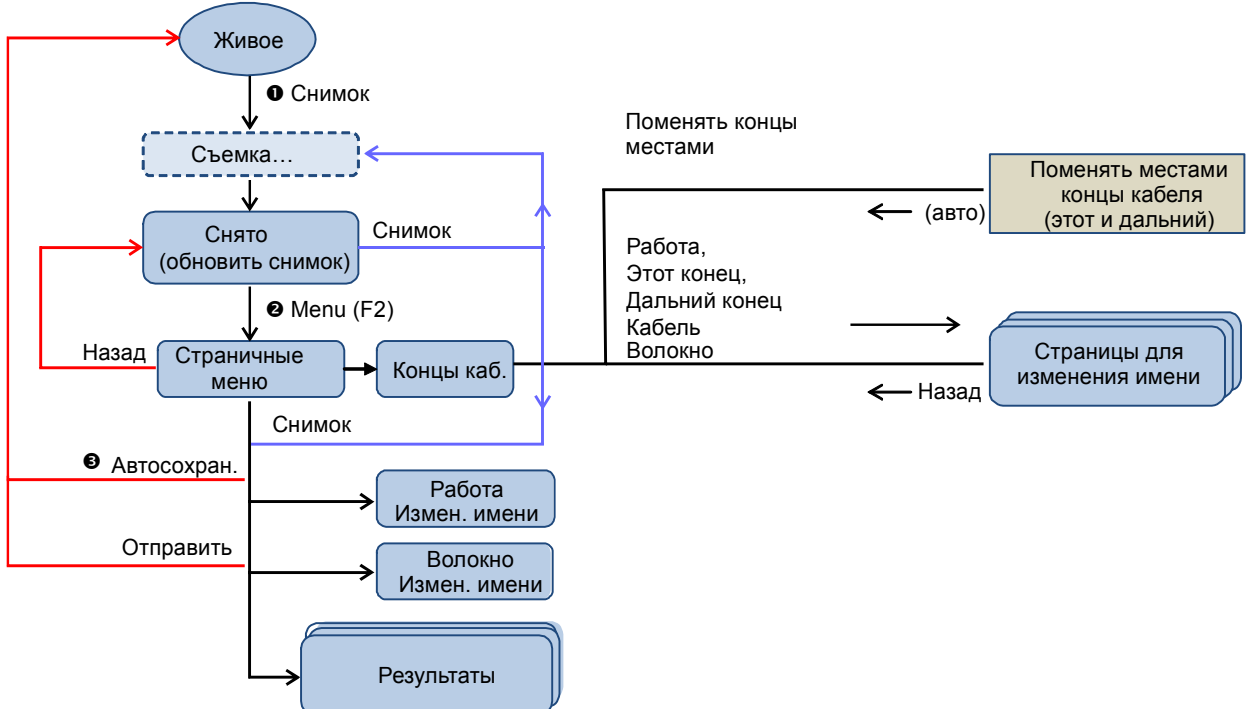 Живое
❶ Снимок
Съемка…
Поменять концы
местами
Поменять местами
концы кабеля
(этот и дальний)
(авто)
Снято
(обновить снимок)
Снимок
Работа,
Этот конец,
Дальний конец
Кабель
Волокно
❷ Menu (F2)
Назад
Страничные
меню
Концы каб.
Страницы для
изменения имени
Назад
Снимок
❸ Автосохран.
Работа
Измен. имени
Отправить
Волокно
Измен. имени
Результаты